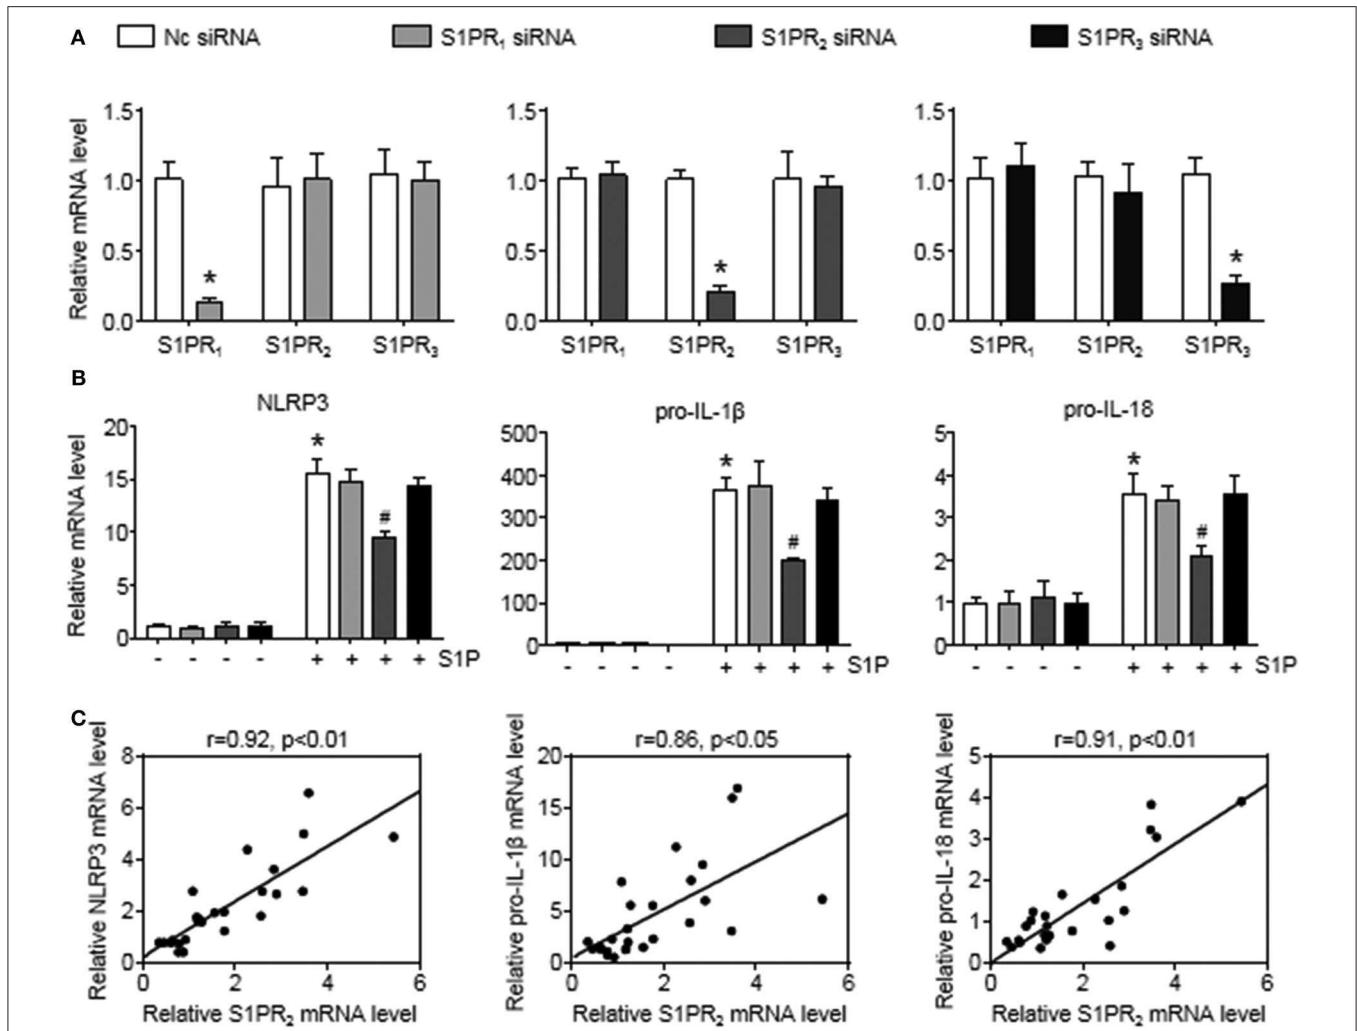 A Nc siRNA S1PR₁ siRNA S1PR₂ siRNA S1PR₃ siRNA
Relative mRNA level
1.5
1.0
0.5
0.0
*
S1PR₁ S1PR₂ S1PR₃
1.5
1.0
0.5
0.0
*
S1PR₁ S1PR₂ S1PR₃
1.5
1.0
0.5
0.0
*
S1PR₁ S1PR₂ S1PR₃
B
NLRP3
Relative mRNA level
20
15
10
5
0
*
#
- - - - + + + + S1P
pro-IL-1β
500
400
300
200
100
0
*
#
- - - - + + + + S1P
pro-IL-18
5
4
3
2
1
0
*
#
- - - - + + + + S1P
C
r=0.92, p<0.01
Relative NLRP3 mRNA level
8
6
4
2
0
0 2 4 6
Relative S1PR₂ mRNA level
r=0.86, p<0.05
Relative pro-IL-1β mRNA level
20
15
10
5
0
0 2 4 6
Relative S1PR₂ mRNA level
r=0.91, p<0.01
Relative pro-IL-18 mRNA level
5
4
3
2
1
0
0 2 4 6
Relative S1PR₂ mRNA level